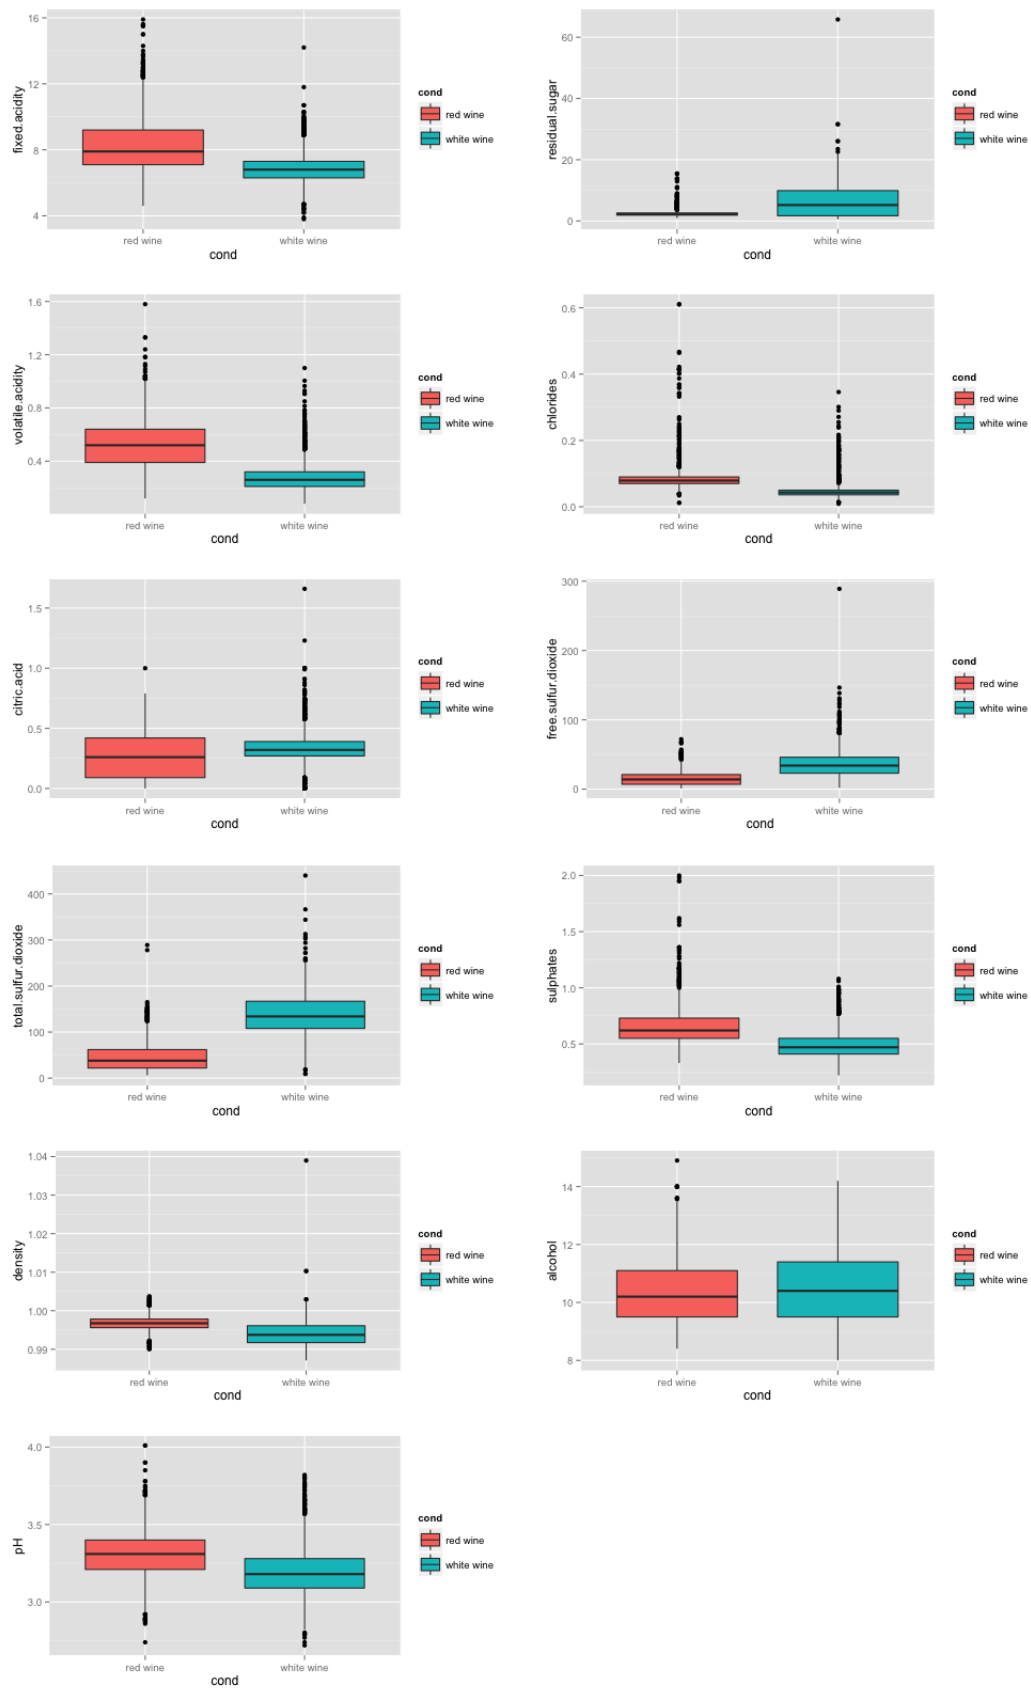 16
12
8
4
fixed.acidity
red wine
white wine
cond
cond
red wine
white wine
60
40
20
0
residual.sugar
red wine
white wine
cond
cond
red wine
white wine
1.6
1.2
0.8
0.4
volatile.acidity
red wine
white wine
cond
cond
red wine
white wine
0.6
0.4
0.2
0.0
chlorides
red wine
white wine
cond
cond
red wine
white wine
1.5
1.0
0.5
0.0
citric.acid
red wine
white wine
cond
cond
red wine
white wine
300
200
100
0
free.sulfur.dioxide
red wine
white wine
cond
cond
red wine
white wine
400
300
200
100
0
total.sulfur.dioxide
red wine
white wine
cond
cond
red wine
white wine
2.0
1.5
1.0
0.5
sulphates
red wine
white wine
cond
cond
red wine
white wine
1.04
1.03
1.02
1.01
1.00
0.99
density
red wine
white wine
cond
cond
red wine
white wine
14
12
10
8
alcohol
red wine
white wine
cond
cond
red wine
white wine
4.0
3.5
3.0
pH
red wine
white wine
cond
cond
red wine
white wine